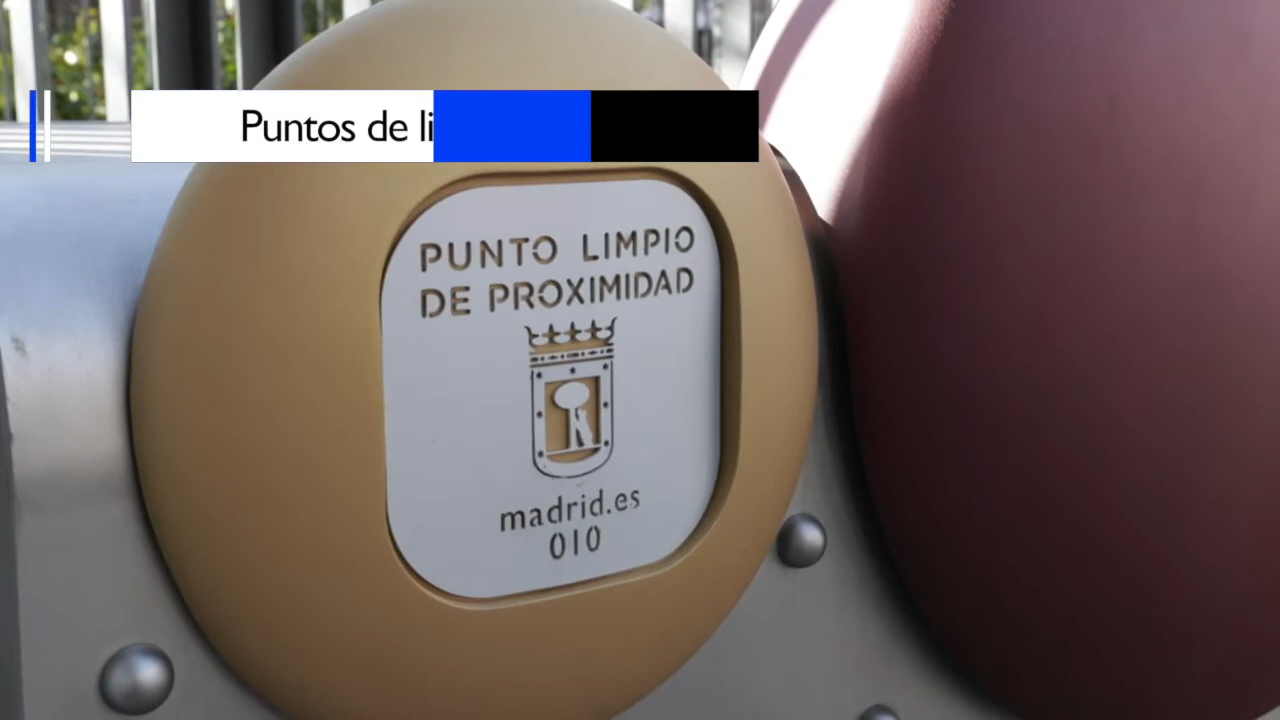 Puntos de li
PUNTO LIMPIO
DE PROXIMIDAD
madrid.es
010